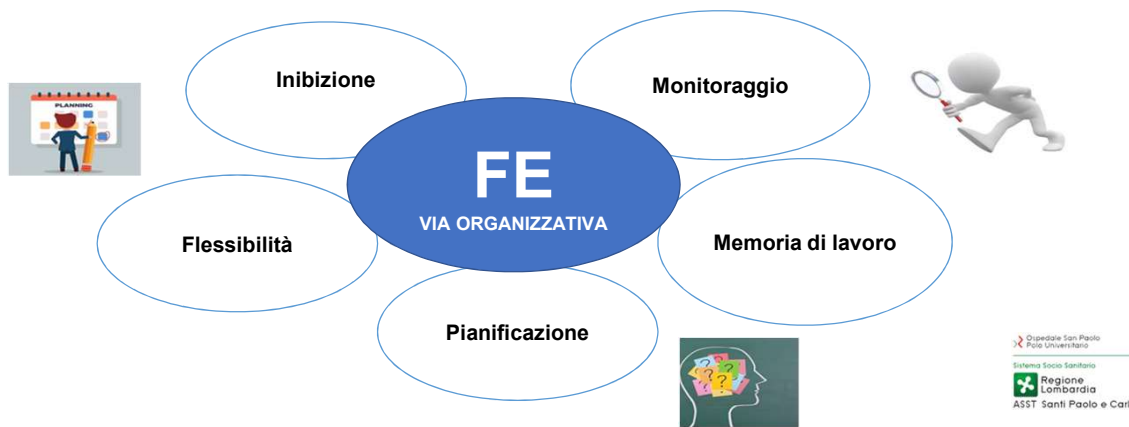 Inibizione
Monitoraggio
PLANNING
FE
VIA ORGANIZZATIVA
Flessibilità
Memoria di lavoro
Pianificazione
? ? ? ? ?
Ospedale San Paolo
Polo Universitario
Sistema Socio Sanitario
Regione
Lombardia
ASST Santi Paolo e Carl